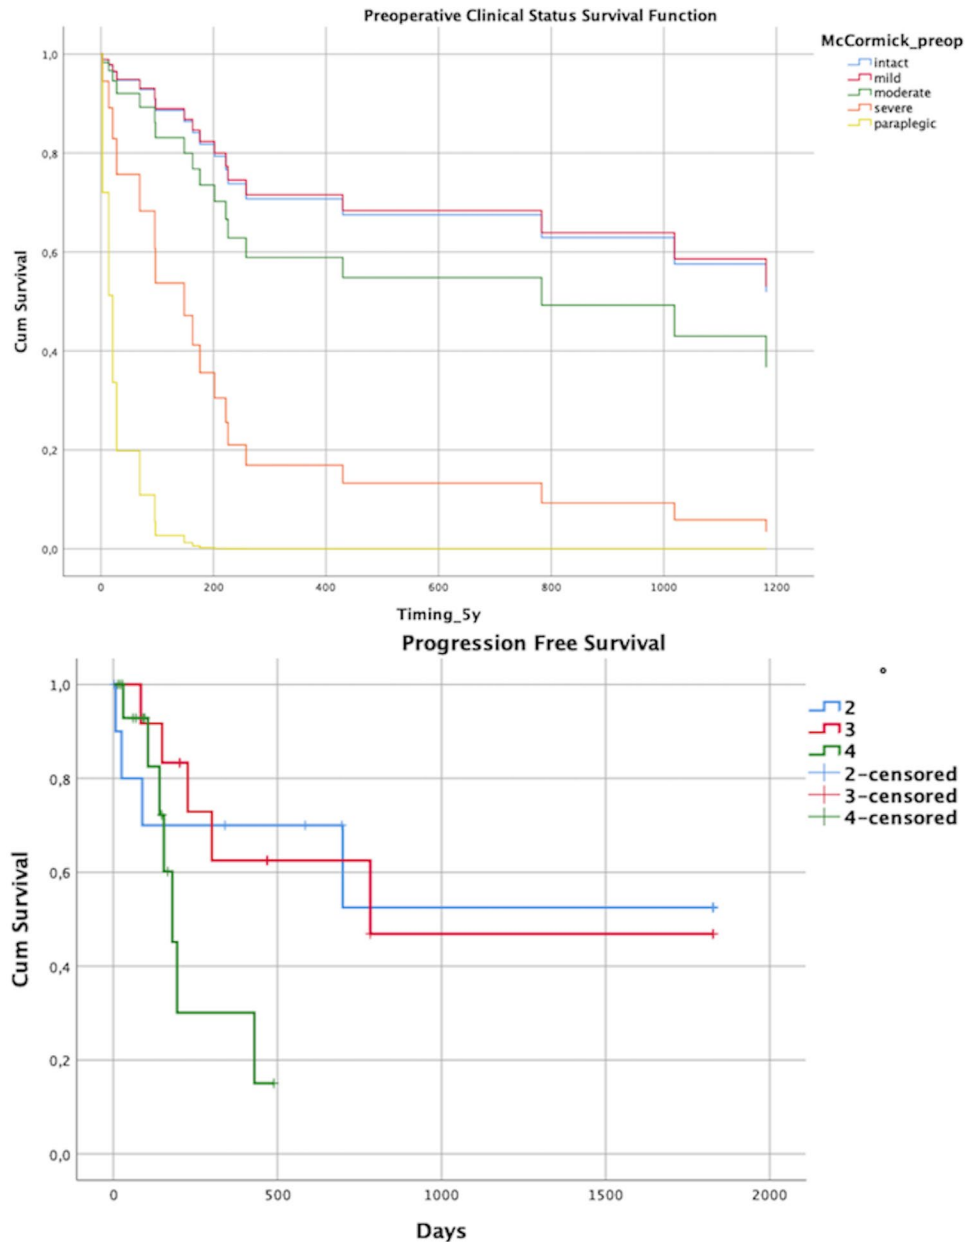 Preoperative Clinical Status Survival Function
McCormick_preop
intact
mild
moderate
severe
paraplegic
1,0
0,8
0,6
0,4
0,2
0,0
Cum Survival
0 200 400 600 800 1000 1200
Timing_5y
Progression Free Survival
°
2
3
4
2-censored
3-censored
4-censored
1,0
0,8
0,6
0,4
0,2
0,0
Cum Survival
0 500 1000 1500 2000
Days